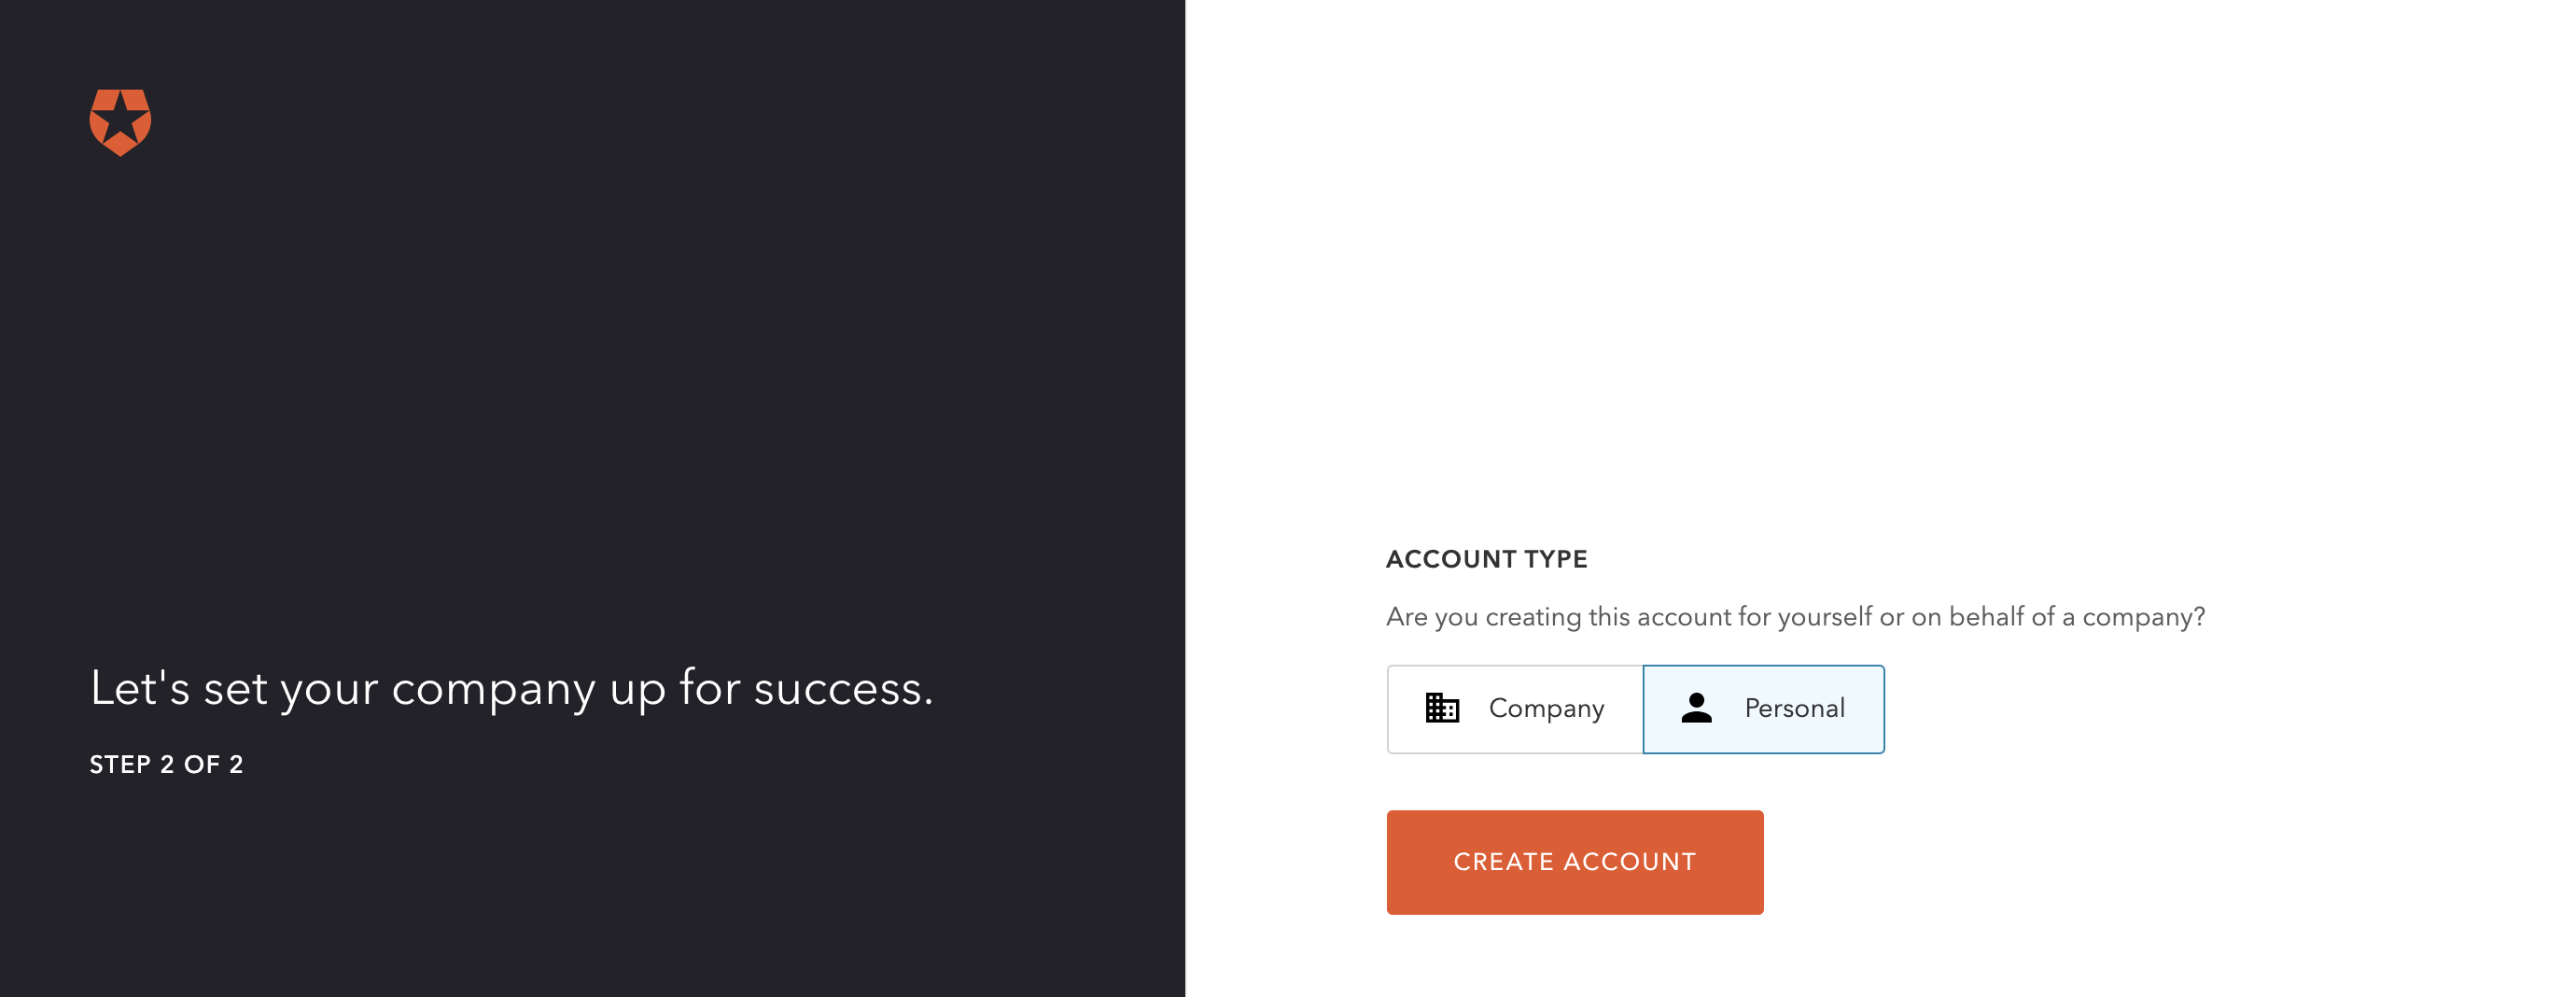 Let's set your company up for success.
STEP 2 OF 2
ACCOUNT TYPE
Are you creating this account for yourself or on behalf of a company?
Company
Personal
CREATE ACCOUNT